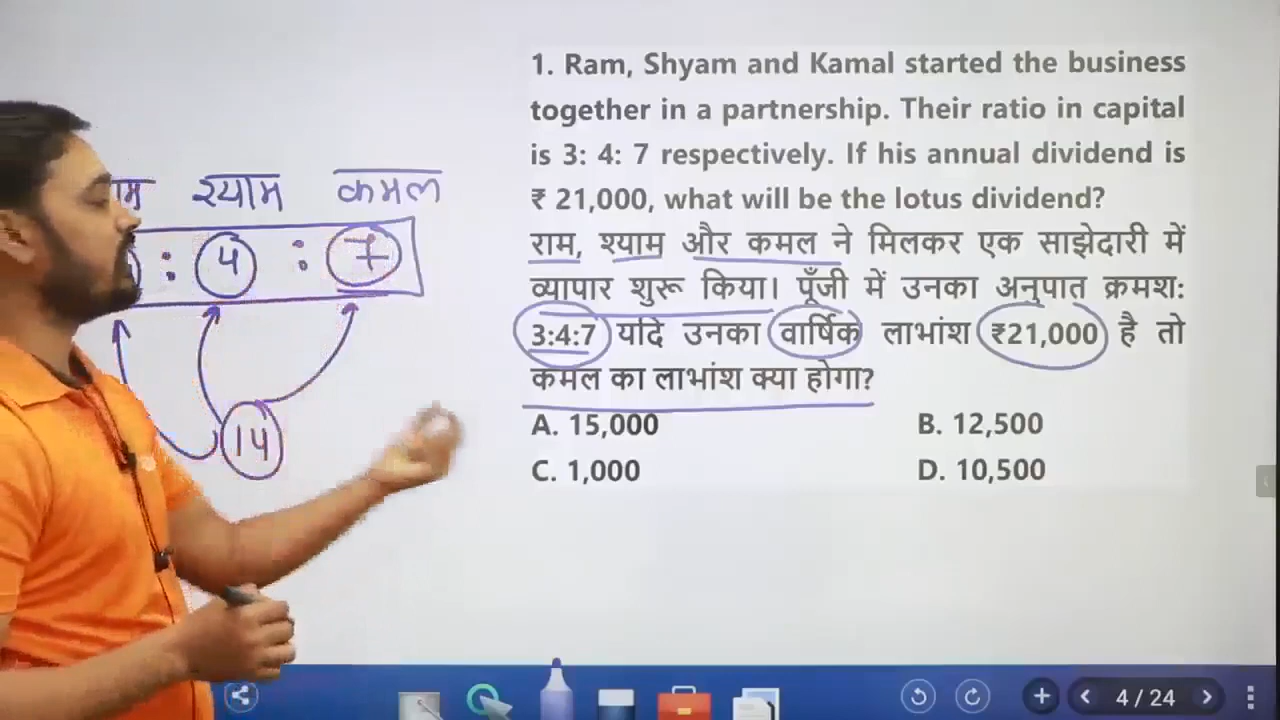 श्याम कमल
: 4 : 7
14
1. Ram, Shyam and Kamal started the business
together in a partnership. Their ratio in capital
is 3: 4: 7 respectively. If his annual dividend is
₹ 21,000, what will be the lotus dividend?
राम, श्याम और कमल ने मिलकर एक साझेदारी में
व्यापार शुरू किया। पूँजी में उनका अनुपात क्रमश:
3:4:7 यदि उनका वार्षिक लाभांश ₹21,000 है तो
कमल का लाभांश क्या होगा?
A. 15,000 B. 12,500
C. 1,000 D. 10,500
4 / 24